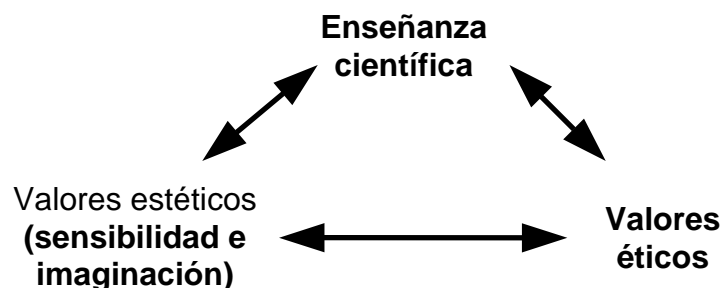 Enseñanza
científica
Valores estéticos
(sensibilidad e
imaginación)
Valores
éticos